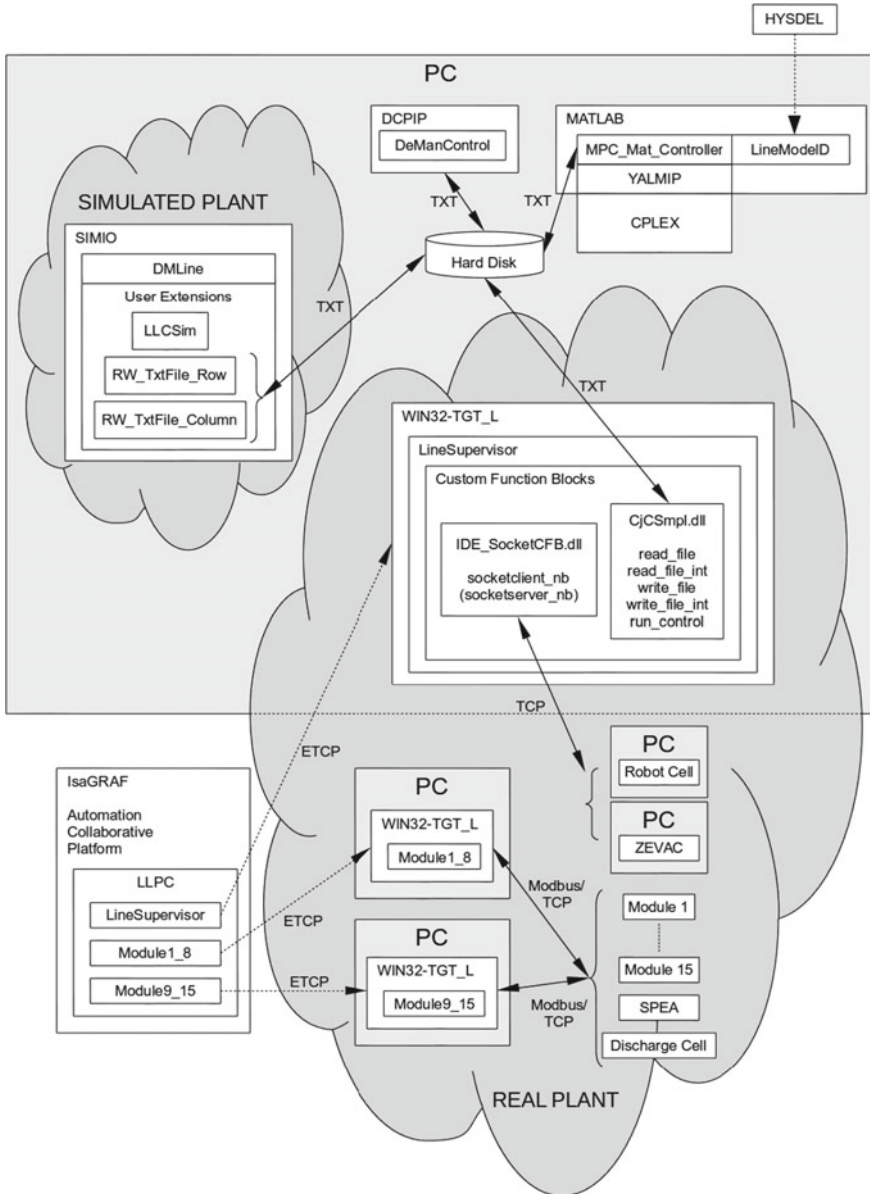 HYSDEL
PC
DCPIP
DeManControl
MATLAB
MPC_Mat_Controller
LineModelD
YALMIP
CPLEX
TXT
TXT
Hard Disk
SIMULATED PLANT
SIMIO
DMLine
User Extensions
LLCSim
RW_TxtFile_Row
RW_TxtFile_Column
TXT
TXT
WIN32-TGT_L
LineSupervisor
Custom Function Blocks
IDE_SocketCFB.dll
socketclient_nb
(socketserver_nb)
CjCSmpl.dll
read_file
read_file_int
write_file
write_file_int
run_control
TCP
ETCP
IsaGRAF
Automation
Collaborative
Platform
LLPC
LineSupervisor
Module1_8
Module9_15
ETCP
ETCP
PC
WIN32-TGT_L
Module1_8
PC
WIN32-TGT_L
Module9_15
Modbus/
TCP
Modbus/
TCP
PC
Robot Cell
PC
ZEVAC
Module 1
Module 15
SPEA
Discharge Cell
REAL PLANT